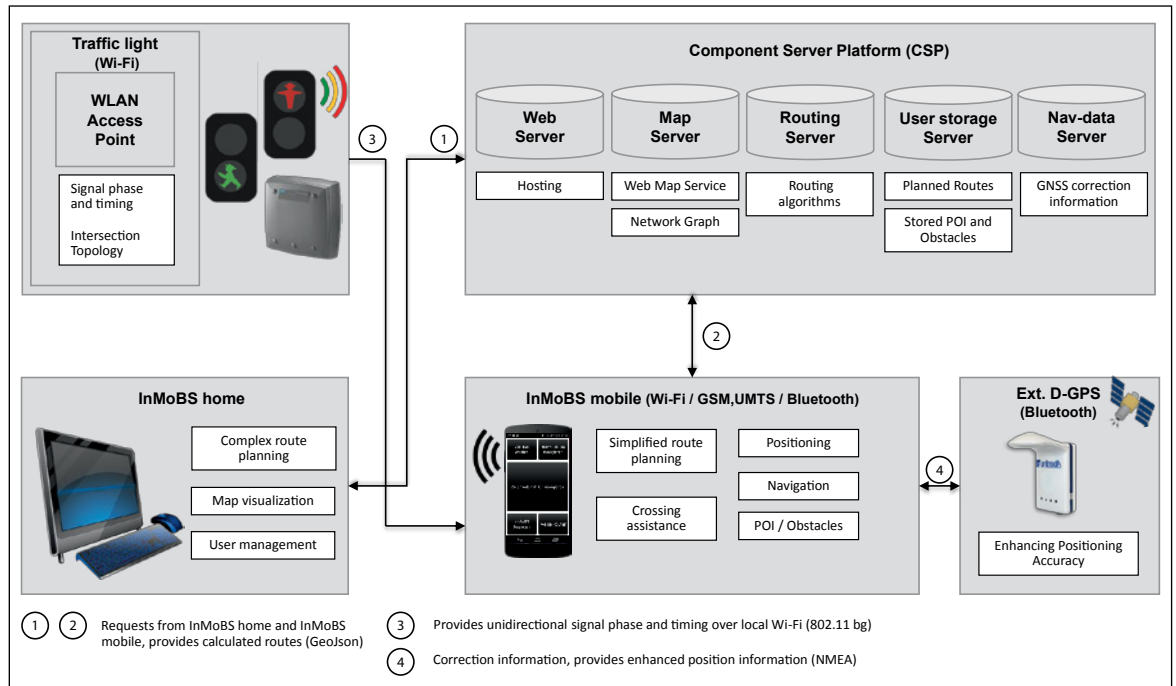 Traffic light
(Wi-Fi)
WLAN
Access
Point
Signal phase
and timing
Intersection
Topology
3
1
Component Server Platform (CSP)
Web
Server
Map
Server
Routing
Server
User storage
Server
Nav-data
Server
Hosting
Web Map Service
Network Graph
Routing
algorithms
Planned Routes
Stored POI and
Obstacles
GNSS correction
information
2
InMoBS home
Complex route
planning
Map visualization
User management
InMoBS mobile (Wi-Fi / GSM,UMTS / Bluetooth)
Simplified route
planning
Crossing
assistance
Positioning
Navigation
POI / Obstacles
4
Ext. D-GPS
(Bluetooth)
Enhancing Positioning
Accuracy
1 2 Requests from InMoBS home and InMoBS
mobile, provides calculated routes (GeoJson)
3 Provides unidirectional signal phase and timing over local Wi-Fi (802.11 bg)
4 Correction information, provides enhanced position information (NMEA)